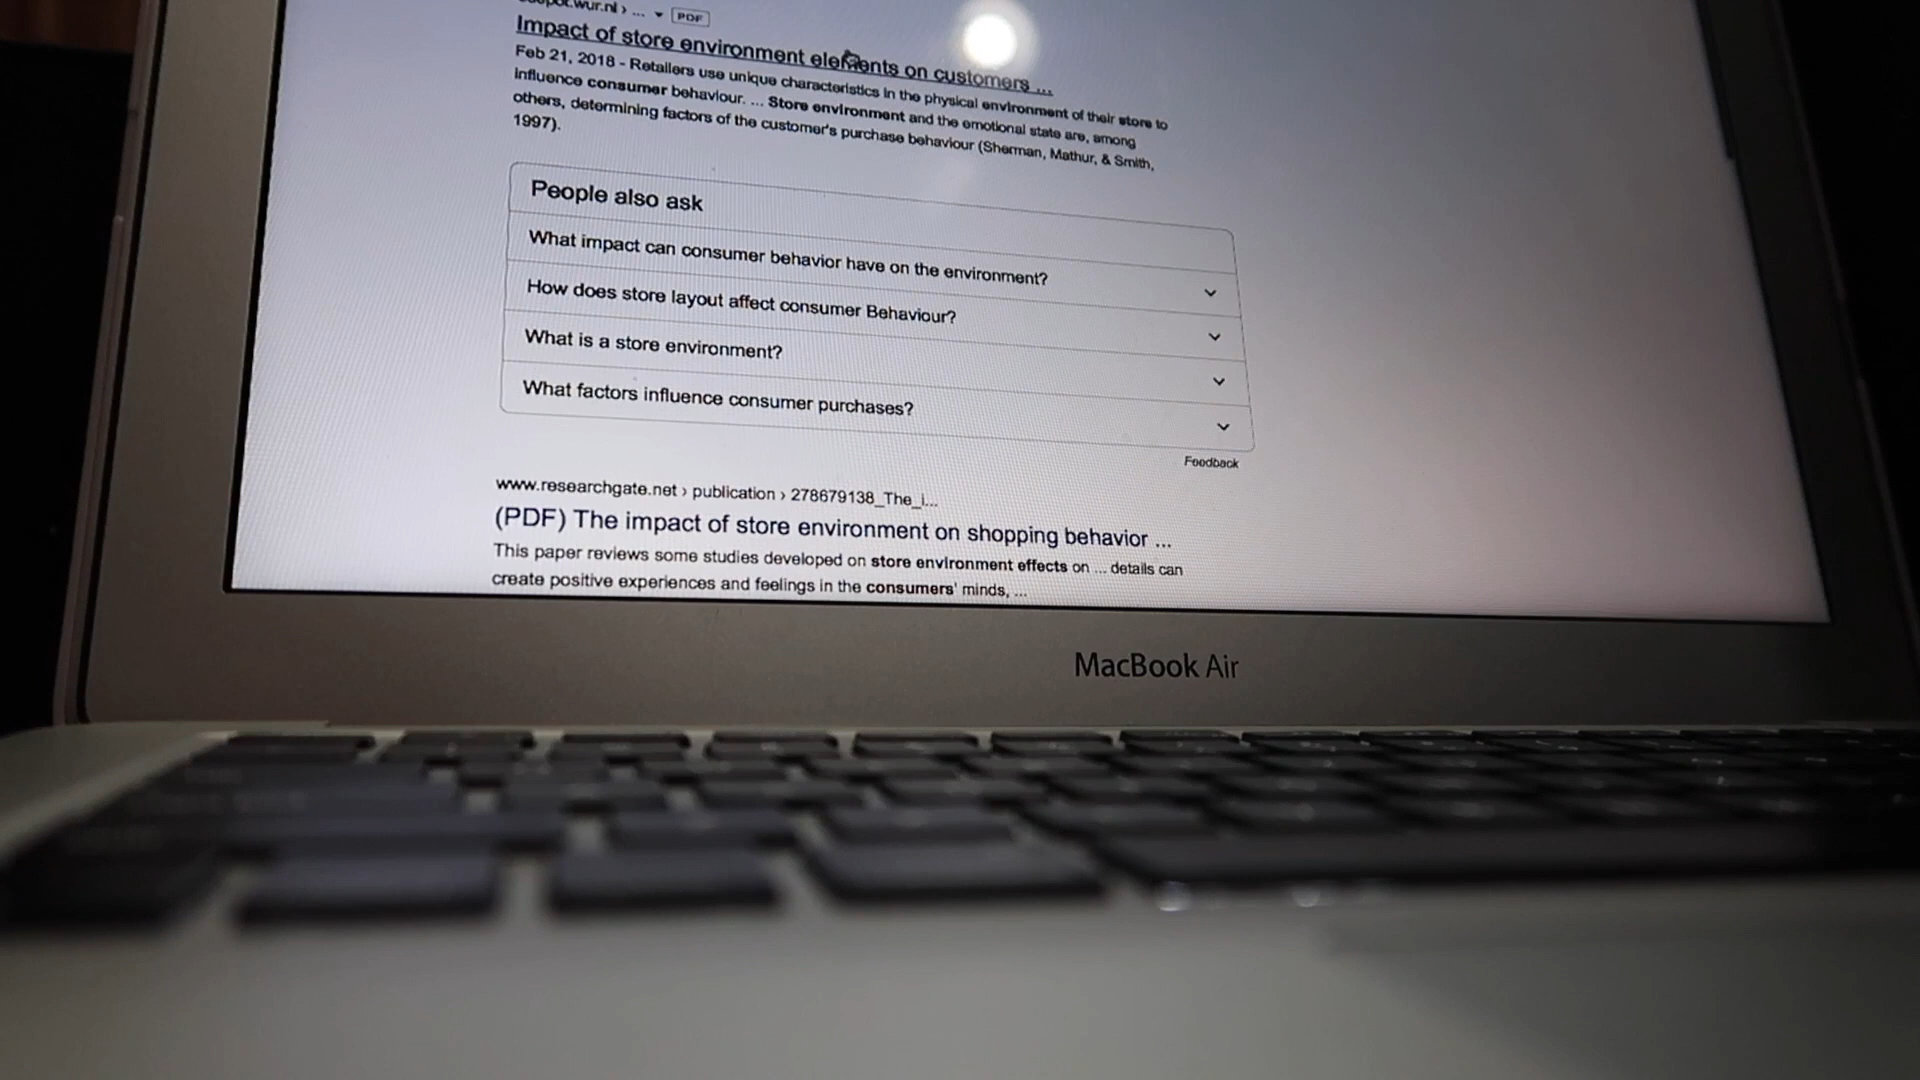 › ...
PDF
Impact of store environment elements on customers ...
Feb 21, 2018 - Retailers use unique characteristics in the physical environment of their store to
influence consumer behaviour. ... Store environment and the emotional state are, among
others, determining factors of the customer's purchase behaviour (Sherman, Mathur, & Smith,
1997).
People also ask
What impact can consumer behavior have on the environment?
How does store layout affect consumer Behaviour?
What is a store environment?
What factors influence consumer purchases?
Feedback
www.researchgate.net › publication › 278679138_The_i...
(PDF) The impact of store environment on shopping behavior ...
This paper reviews some studies developed on store environment effects on ... details can
create positive experiences and feelings in the consumers' minds, ...
MacBook Air